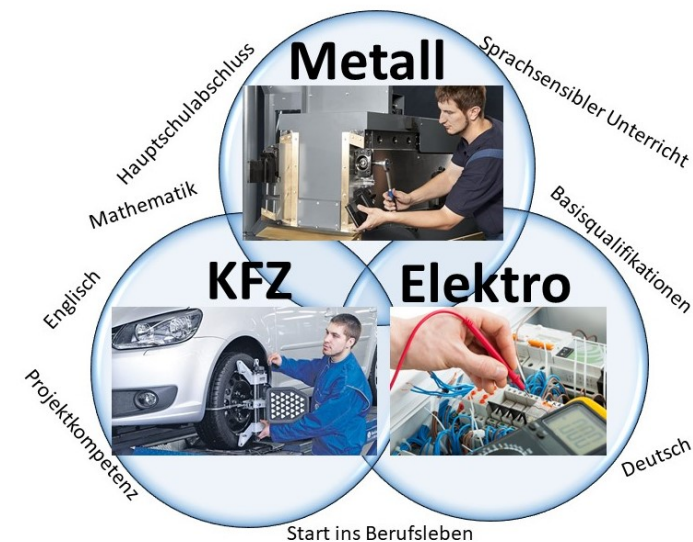 Metall
Hauptschulabschluss
Sprachsensibler Unterricht
Mathematik
Basisqualifikationen
KFZ
Elektro
Englisch
Projektkompetenz
Deutsch
Start ins Berufsleben